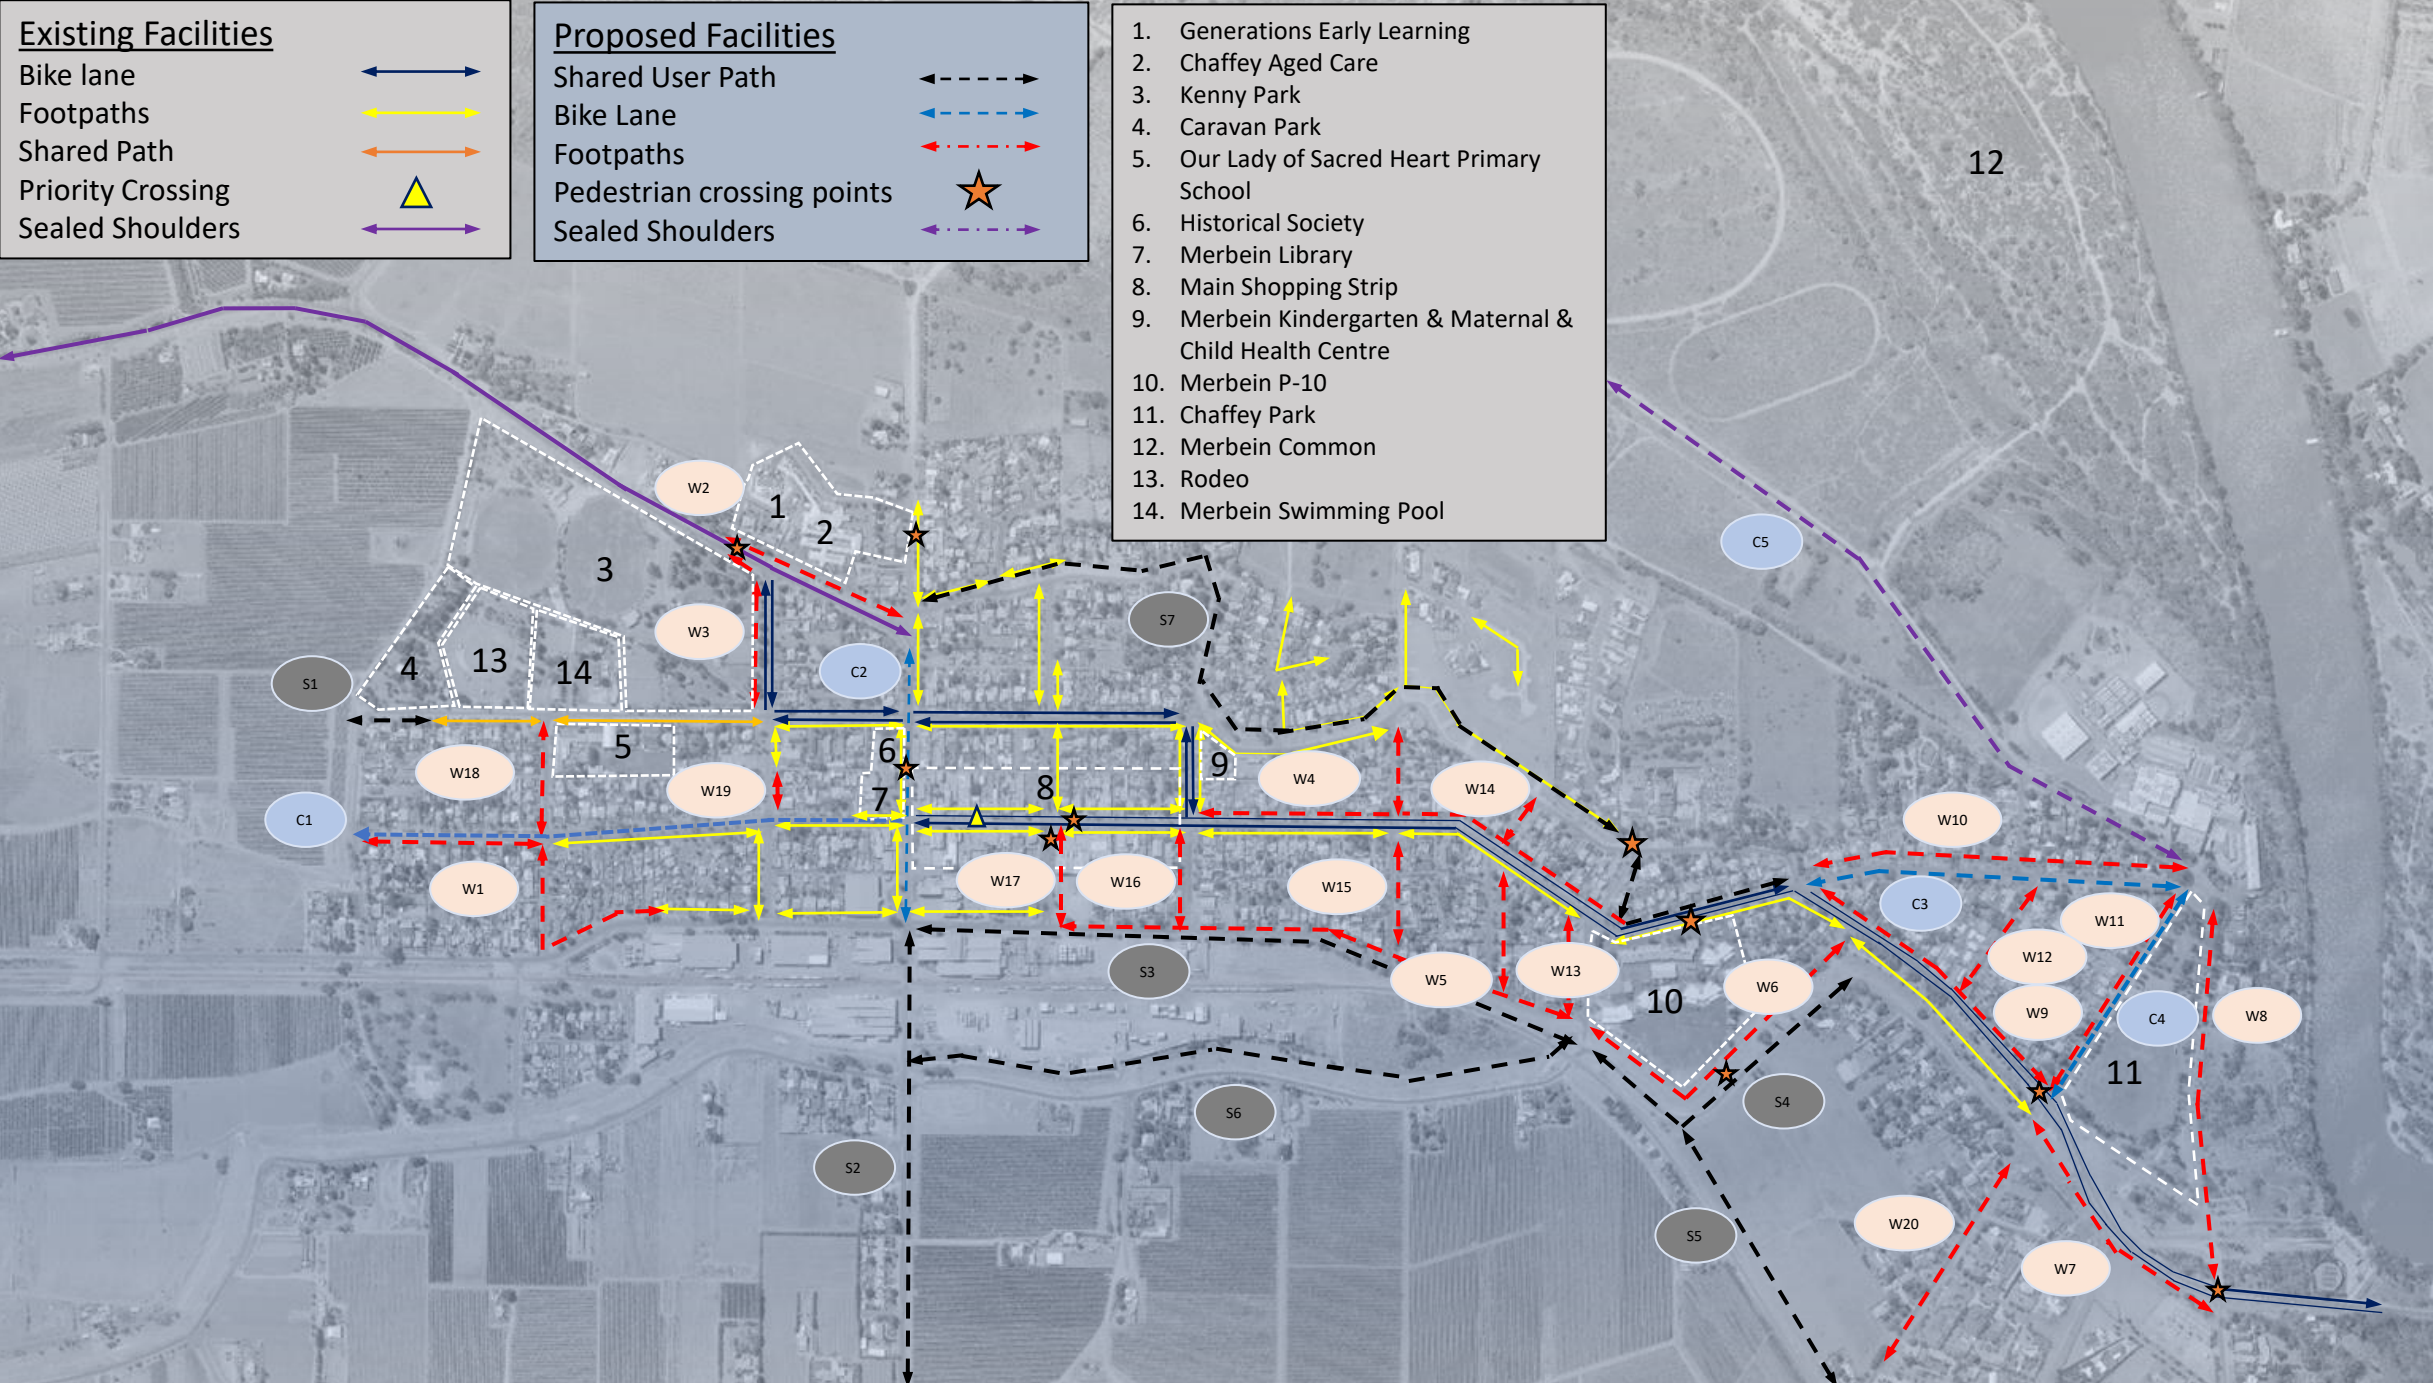 Existing Facilities
Bike lane
Footpaths
Shared Path
Priority Crossing
Sealed Shoulders
Proposed Facilities
Shared User Path
Bike Lane
Footpaths
Pedestrian crossing points
Sealed Shoulders
1. Generations Early Learning
2. Chaffey Aged Care
3. Kenny Park
4. Caravan Park
5. Our Lady of Sacred Heart Primary
School
6. Historical Society
7. Merbein Library
8. Main Shopping Strip
9. Merbein Kindergarten & Maternal &
Child Health Centre
10. Merbein P-10
11. Chaffey Park
12. Merbein Common
13. Rodeo
14. Merbein Swimming Pool
12
W2
1
2
C5
3
S7
W3
4
13
14
C2
S1
5
6
9
W18
W19
7
8
W4
W14
C1
W10
W1
W17
W16
W15
C3
W11
W12
S3
W5
W13
W6
10
W9
C4
W8
11
S6
S4
S2
W20
S5
W7